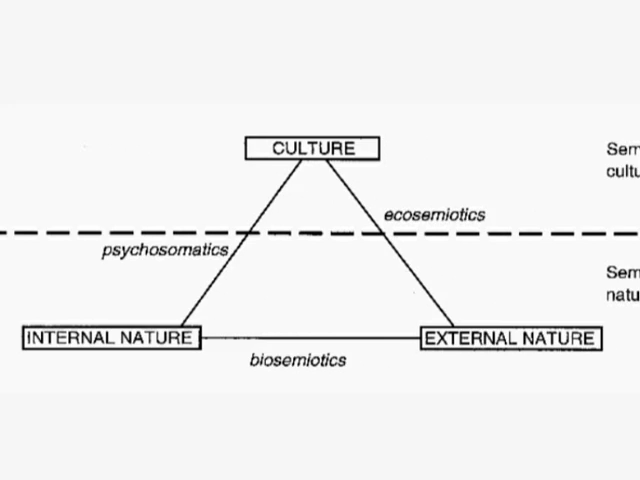 CULTURE
ecosemiotics
psychosomatics
INTERNAL NATURE
EXTERNAL NATURE
biosemiotics